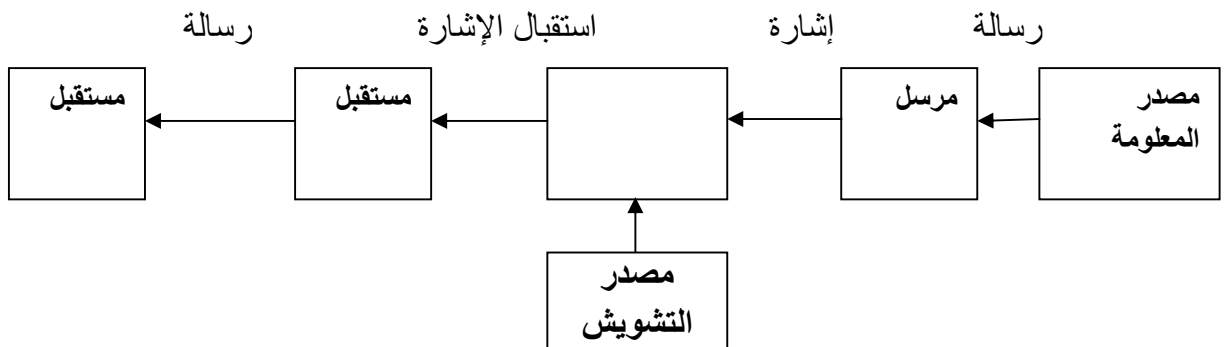 رسالة إشارة استقبال الإشارة رسالة
مصدر المعلومة
مرسل
مستقبل
مستقبل
مصدر
التشويش